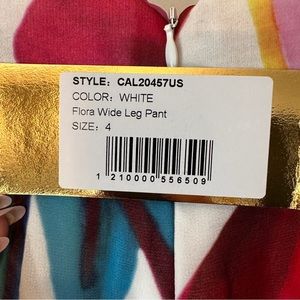 STYLE: CAL20457US
COLOR: WHITE
Flora Wide Leg Pant
SIZE: 4
1 210000 556509